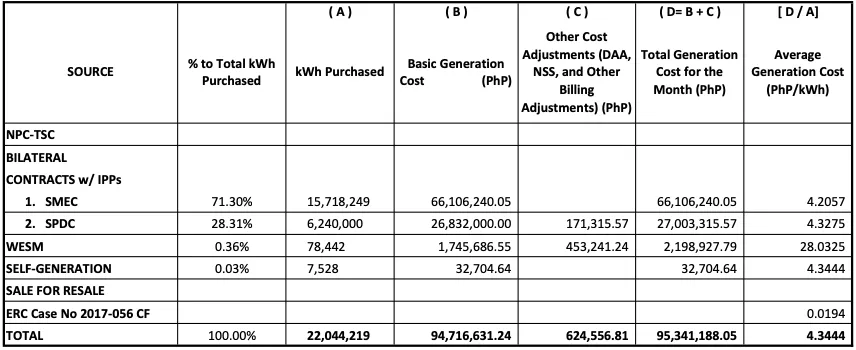 ( A ) ( B ) ( C ) ( D= B + C ) [ D / A]
SOURCE % to Total kWh Purchased kWh Purchased Basic Generation Cost (PhP) Other Cost Adjustments (DAA, NSS, and Other Billing Adjustments) (PhP) Total Generation Cost for the Month (PhP) Average Generation Cost (PhP/kWh)
NPC-TSC
BILATERAL
CONTRACTS w/ IPPs
1. SMEC 71.30% 15,718,249 66,106,240.05 66,106,240.05 4.2057
2. SPDC 28.31% 6,240,000 26,832,000.00 171,315.57 27,003,315.57 4.3275
WESM 0.36% 78,442 1,745,686.55 453,241.24 2,198,927.79 28.0325
SELF-GENERATION 0.03% 7,528 32,704.64 32,704.64 4.3444
SALE FOR RESALE
ERC Case No 2017-056 CF 0.0194
TOTAL 100.00% 22,044,219 94,716,631.24 624,556.81 95,341,188.05 4.3444